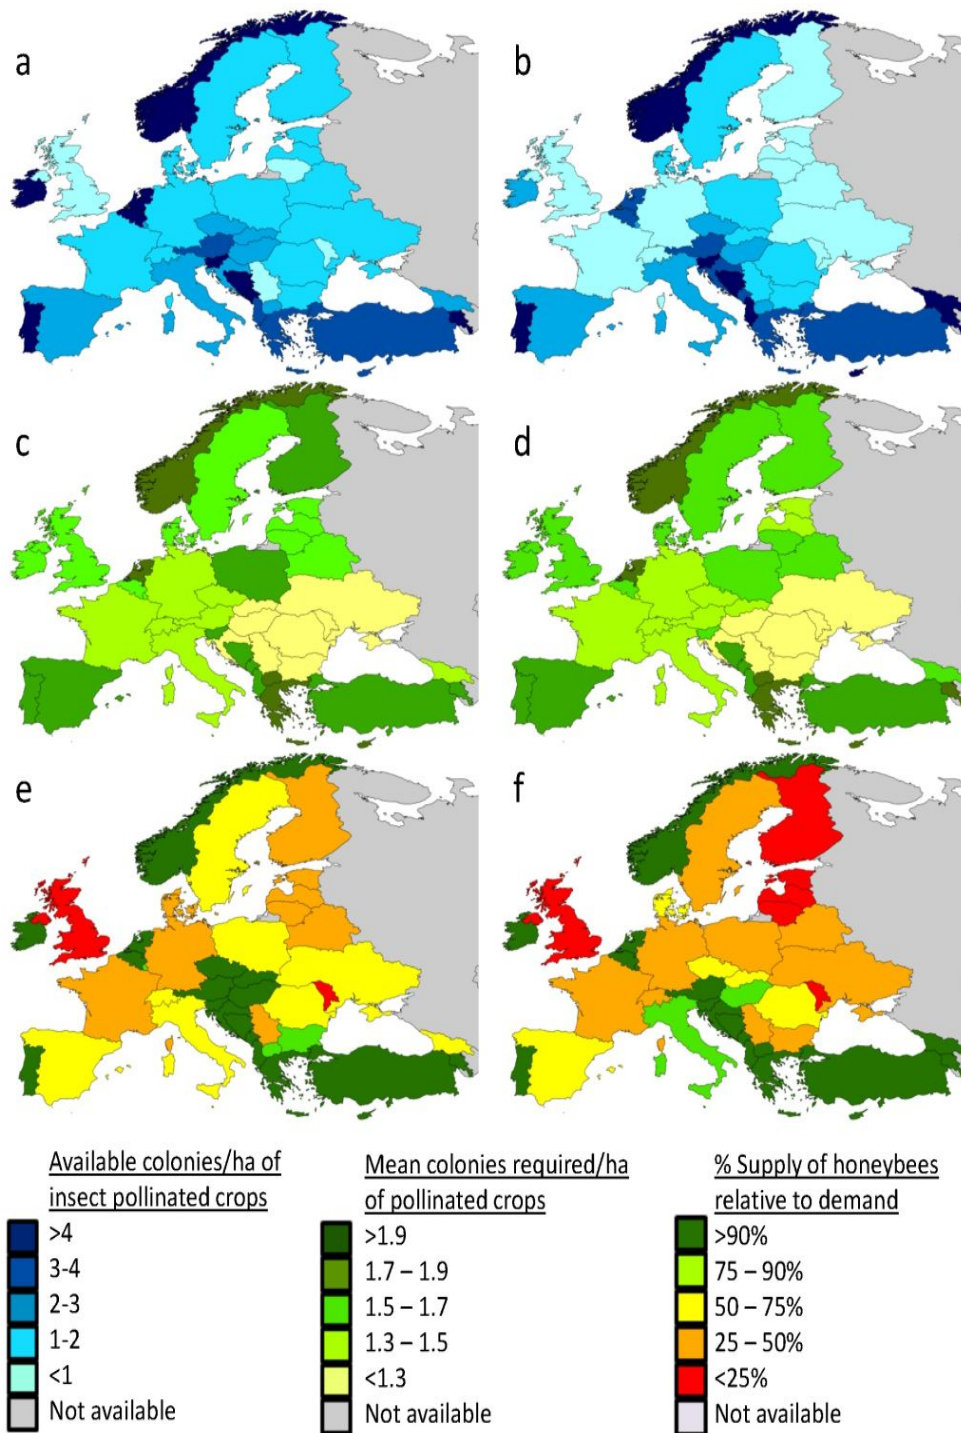 a
b
c
d
e
f
Available colonies/ha of
insect pollinated crops
>4
3-4
2-3
1-2
<1
Not available
Mean colonies required/ha
of pollinated crops
>1.9
1.7 – 1.9
1.5 – 1.7
1.3 – 1.5
<1.3
Not available
% Supply of honeybees
relative to demand
>90%
75 – 90%
50 – 75%
25 – 50%
<25%
Not available